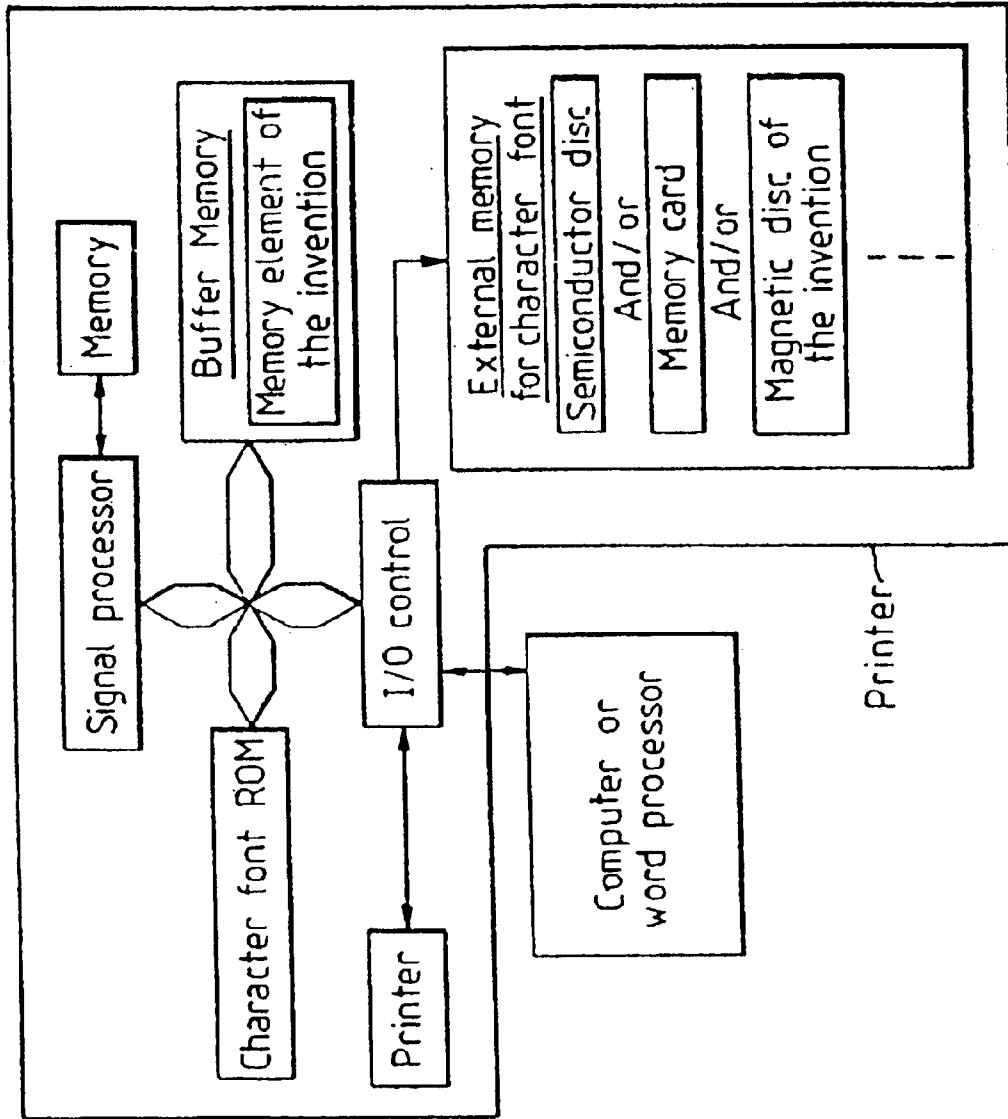 Memory
Signal processor
Buffer Memory
Memory element of
the invention
Character font ROM
I/O control
Printer
External memory
for character font
Semiconductor disc
And/or
Memory card
And/or
Magnetic disc of
the invention
Computer or
word processor
Printer